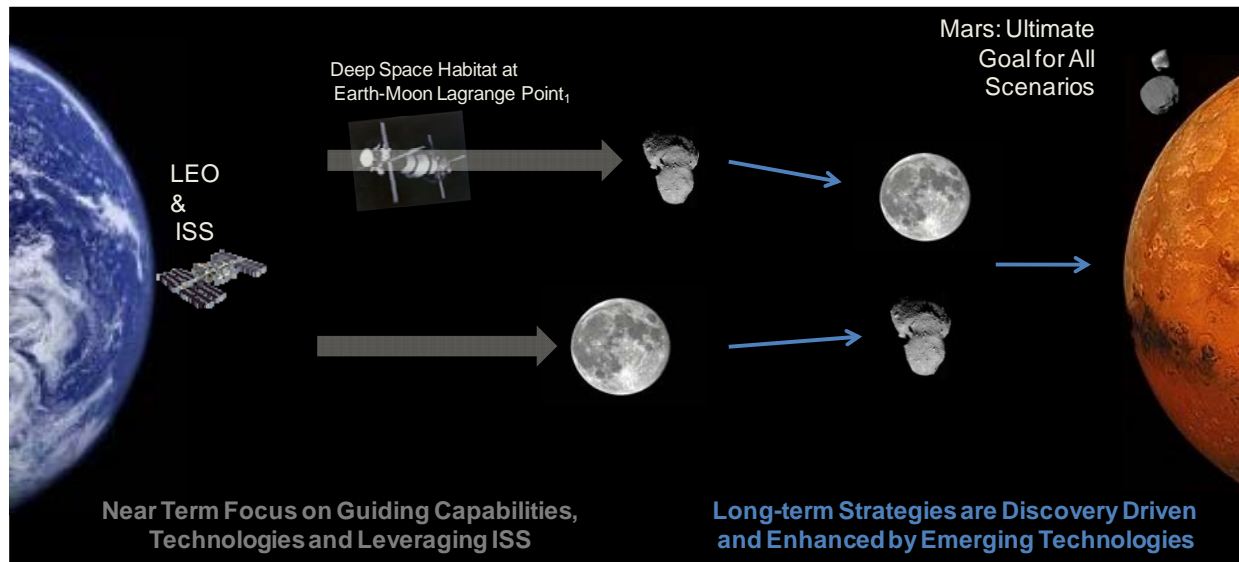 Mars: Ultimate
Goal for All
Scenarios
Deep Space Habitat at
Earth-Moon Lagrange Point₁
LEO
&
ISS
Near Term Focus on Guiding Capabilities,
Technologies and Leveraging ISS
Long-term Strategies are Discovery Driven
and Enhanced by Emerging Technologies